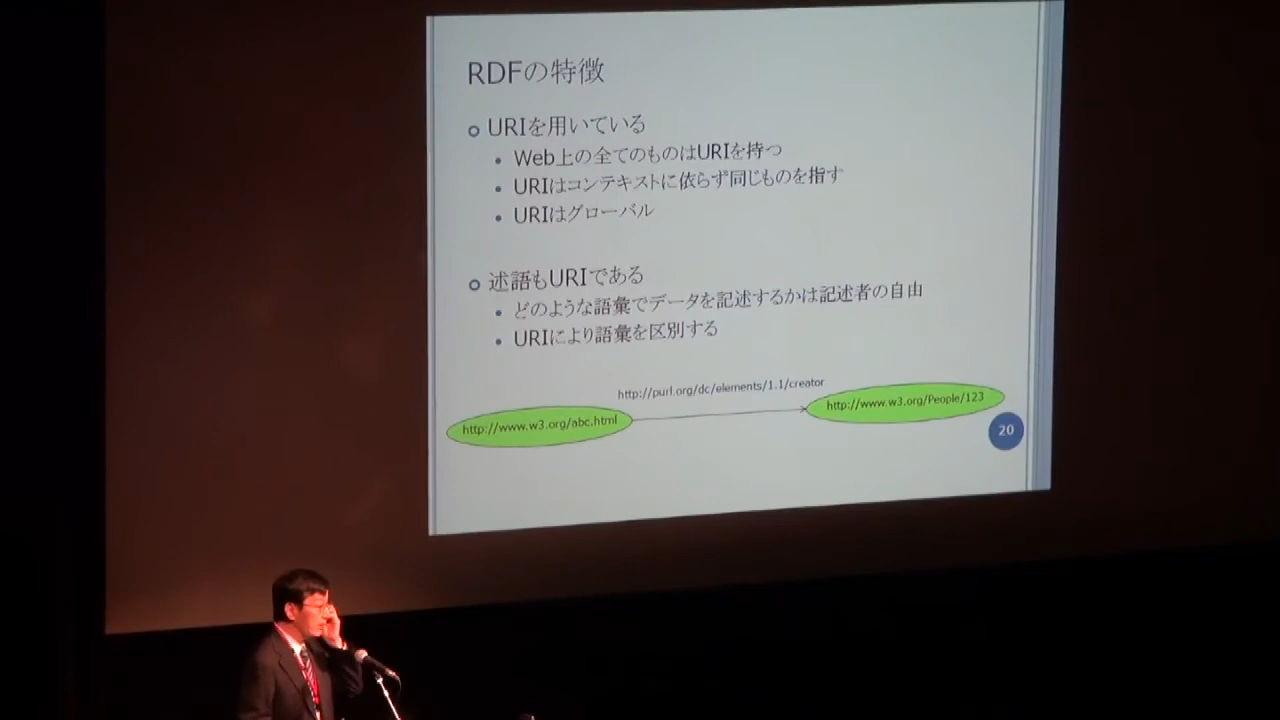 RDFの特徴
URIを用いている
Web上の全てのものはURIを持つ
URIはコンテキストに依らず同じものを指す
URIはグローバル
述語もURIである
どのような語彙でデータを記述するかは記述者の自由
URIにより語彙を区別する
http://purl.org/dc/elements/1.1/creator
http://www.w3.org/abc.html
http://www.w3.org/People/123
20